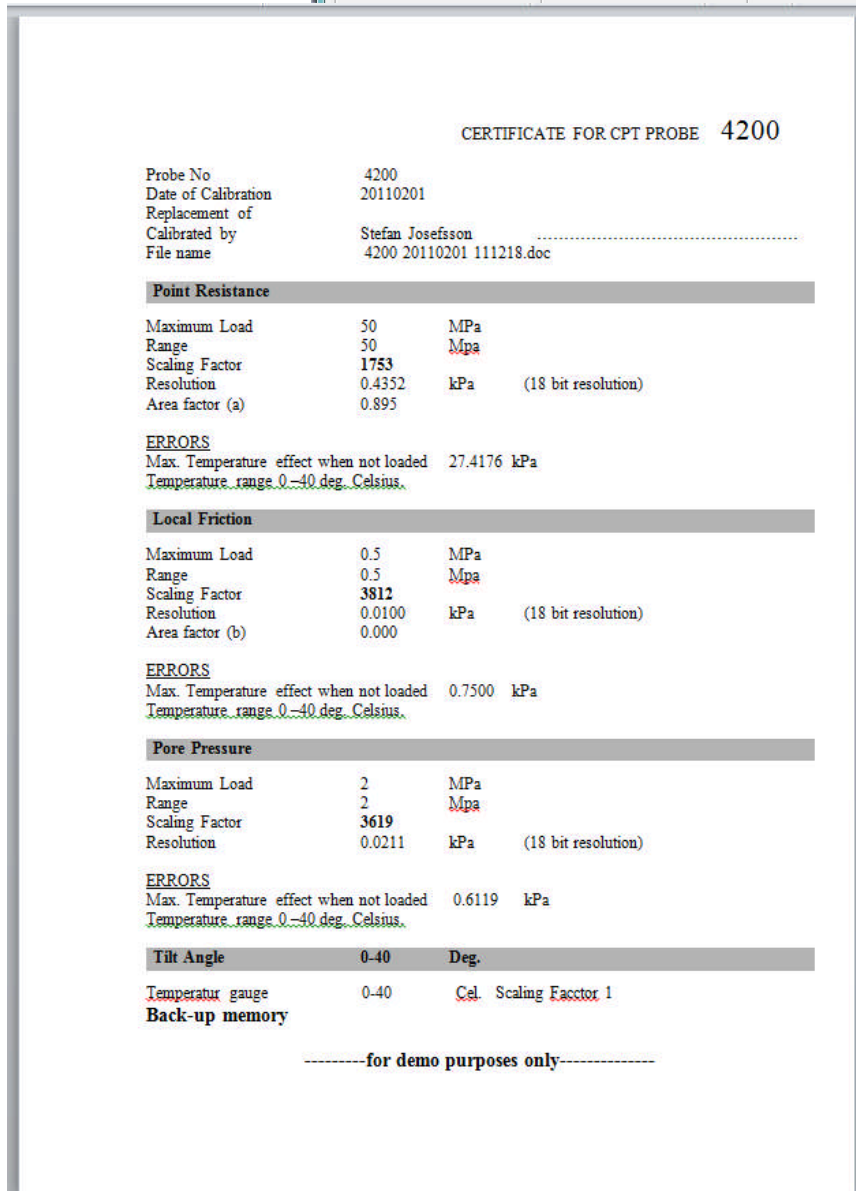 CERTIFICATE FOR CPT PROBE 4200
Probe No 4200
Date of Calibration 20110201
Replacement of
Calibrated by Stefan Josefsson ................................................
File name 4200 20110201 111218.doc
Point Resistance
Maximum Load 50 MPa
Range 50 Mpa
Scaling Factor 1753
Resolution 0.4352 kPa (18 bit resolution)
Area factor (a) 0.895
ERRORS
Max. Temperature effect when not loaded 27.4176 kPa
Temperature range 0 –40 deg. Celsius.
Local Friction
Maximum Load 0.5 MPa
Range 0.5 Mpa
Scaling Factor 3812
Resolution 0.0100 kPa (18 bit resolution)
Area factor (b) 0.000
ERRORS
Max. Temperature effect when not loaded 0.7500 kPa
Temperature range 0 –40 deg. Celsius.
Pore Pressure
Maximum Load 2 MPa
Range 2 Mpa
Scaling Factor 3619
Resolution 0.0211 kPa (18 bit resolution)
ERRORS
Max. Temperature effect when not loaded 0.6119 kPa
Temperature range 0 –40 deg. Celsius.
Tilt Angle 0-40 Deg.
Temperatur gauge 0-40 Cel. Scaling Facctor 1
Back-up memory
---------for demo purposes only--------------